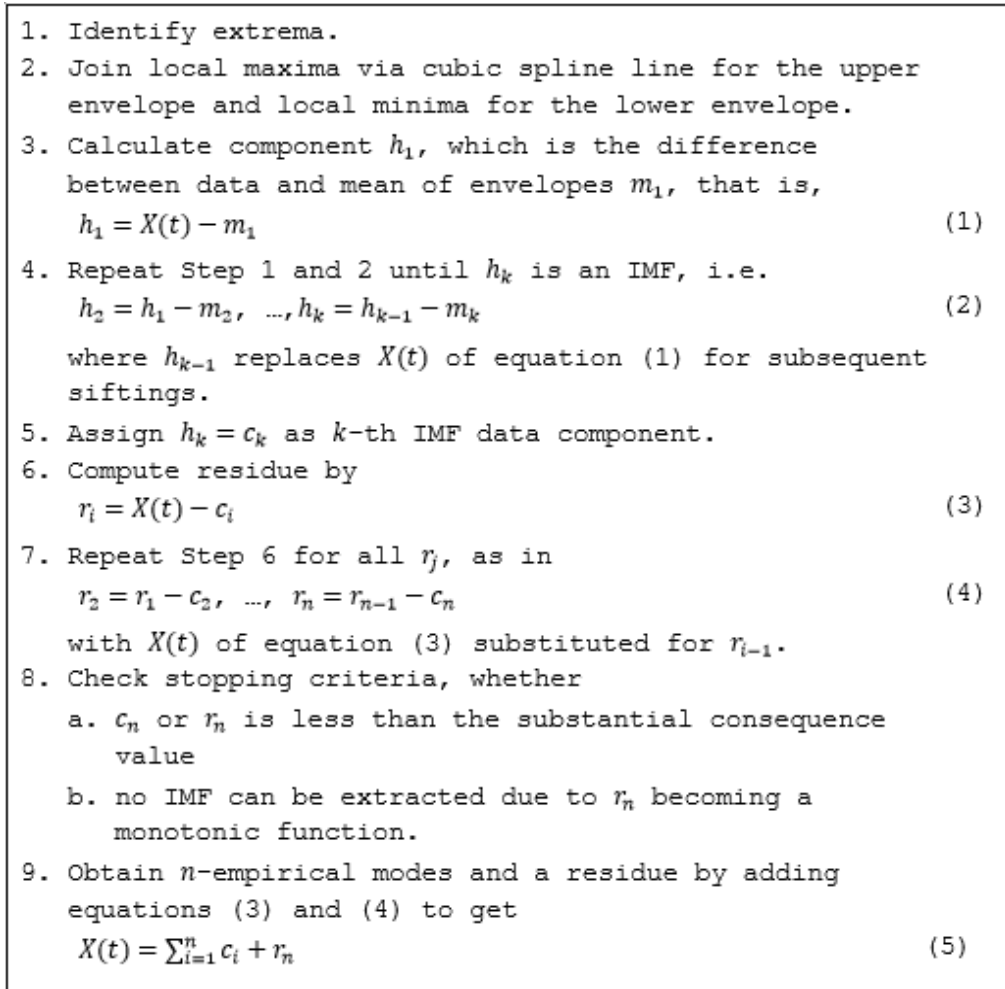 1. Identify extrema.
2. Join local maxima via cubic spline line for the upper
envelope and local minima for the lower envelope.
3. Calculate component h₁, which is the difference
between data and mean of envelopes m₁, that is,
h₁ = X(t) − m₁ (1)
4. Repeat Step 1 and 2 until hₖ is an IMF, i.e.
h₂ = h₁ − m₂, …, hₖ = hₖ₋₁ − mₖ (2)
where hₖ₋₁ replaces X(t) of equation (1) for subsequent
siftings.
5. Assign hₖ = cₖ as k-th IMF data component.
6. Compute residue by
rᵢ = X(t) − cᵢ (3)
7. Repeat Step 6 for all rⱼ, as in
r₂ = r₁ − c₂, …, rₙ = rₙ₋₁ − cₙ (4)
with X(t) of equation (3) substituted for rᵢ₋₁.
8. Check stopping criteria, whether
a. cₙ or rₙ is less than the substantial consequence
value
b. no IMF can be extracted due to rₙ becoming a
monotonic function.
9. Obtain n-empirical modes and a residue by adding
equations (3) and (4) to get
X(t) = ∑ⁿᵢ₌₁ cᵢ + rₙ (5)